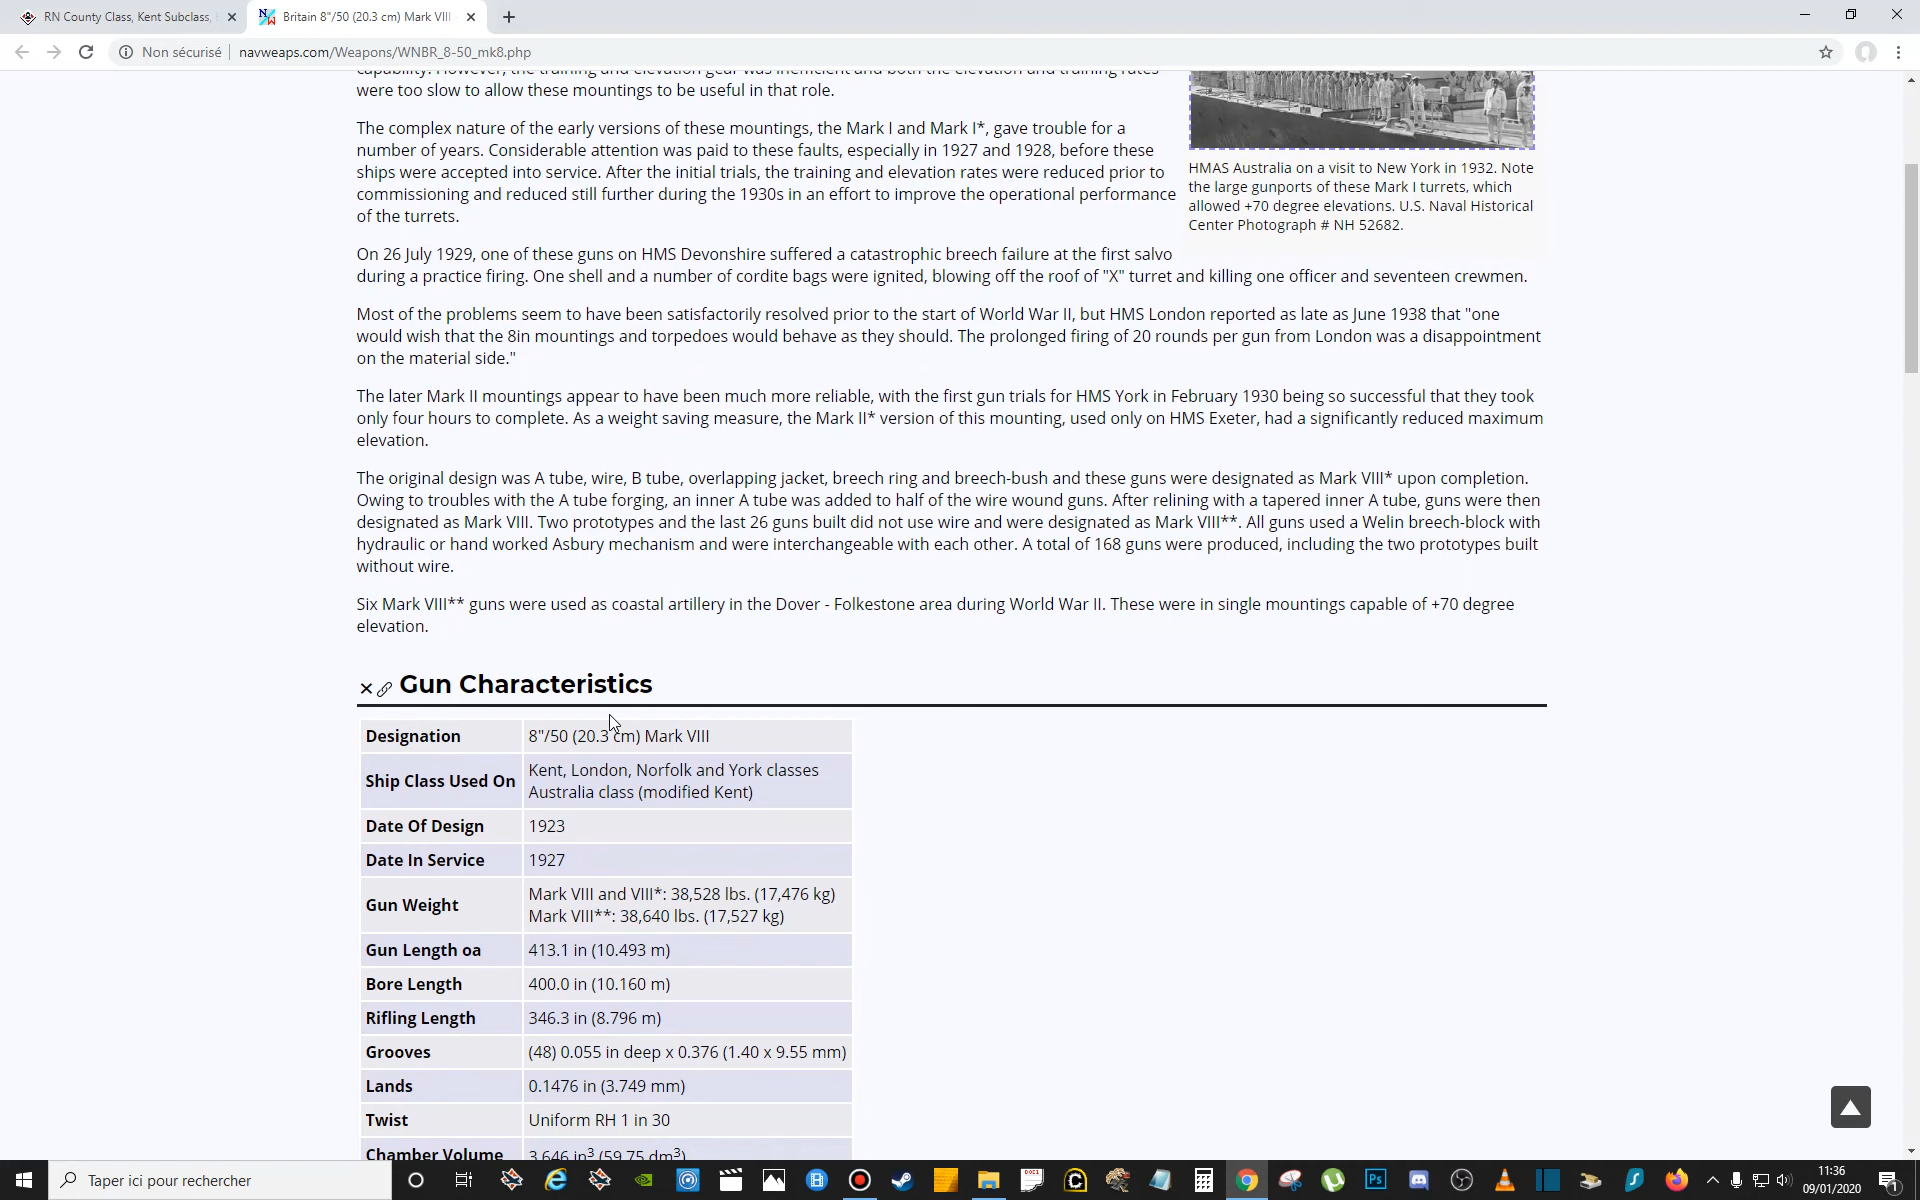 RN County Class, Kent Subclass,
Britain 8"/50 (20.3 cm) Mark VIII
Non sécurisé
navweaps.com/Weapons/WNBR_8-50_mk8.php
capability. However, the training and elevation gear was inefficient and both the elevation and training rates
were too slow to allow these mountings to be useful in that role.
The complex nature of the early versions of these mountings, the Mark I and Mark I*, gave trouble for a
number of years. Considerable attention was paid to these faults, especially in 1927 and 1928, before these
ships were accepted into service. After the initial trials, the training and elevation rates were reduced prior to
commissioning and reduced still further during the 1930s in an effort to improve the operational performance
of the turrets.
HMAS Australia on a visit to New York in 1932. Note
the large gunports of these Mark I turrets, which
allowed +70 degree elevations. U.S. Naval Historical
Center Photograph # NH 52682.
On 26 July 1929, one of these guns on HMS Devonshire suffered a catastrophic breech failure at the first salvo
during a practice firing. One shell and a number of cordite bags were ignited, blowing off the roof of "X" turret and killing one officer and seventeen crewmen.
Most of the problems seem to have been satisfactorily resolved prior to the start of World War II, but HMS London reported as late as June 1938 that "one
would wish that the 8in mountings and torpedoes would behave as they should. The prolonged firing of 20 rounds per gun from London was a disappointment
on the material side."
The later Mark II mountings appear to have been much more reliable, with the first gun trials for HMS York in February 1930 being so successful that they took
only four hours to complete. As a weight saving measure, the Mark II* version of this mounting, used only on HMS Exeter, had a significantly reduced maximum
elevation.
The original design was A tube, wire, B tube, overlapping jacket, breech ring and breech-bush and these guns were designated as Mark VIII* upon completion.
Owing to troubles with the A tube forging, an inner A tube was added to half of the wire wound guns. After relining with a tapered inner A tube, guns were then
designated as Mark VIII. Two prototypes and the last 26 guns built did not use wire and were designated as Mark VIII**. All guns used a Welin breech-block with
hydraulic or hand worked Asbury mechanism and were interchangeable with each other. A total of 168 guns were produced, including the two prototypes built
without wire.
Six Mark VIII** guns were used as coastal artillery in the Dover - Folkestone area during World War II. These were in single mountings capable of +70 degree
elevation.
Gun Characteristics
Designation 8"/50 (20.3 cm) Mark VIII
Ship Class Used On Kent, London, Norfolk and York classes
Australia class (modified Kent)
Date Of Design 1923
Date In Service 1927
Gun Weight Mark VIII and VIII*: 38,528 lbs. (17,476 kg)
Mark VIII**: 38,640 lbs. (17,527 kg)
Gun Length oa 413.1 in (10.493 m)
Bore Length 400.0 in (10.160 m)
Rifling Length 346.3 in (8.796 m)
Grooves (48) 0.055 in deep x 0.376 (1.40 x 9.55 mm)
Lands 0.1476 in (3.749 mm)
Twist Uniform RH 1 in 30
Chamber Volume 3,646 in3 (59.75 dm3)
Taper ici pour rechercher
11:36
09/01/2020